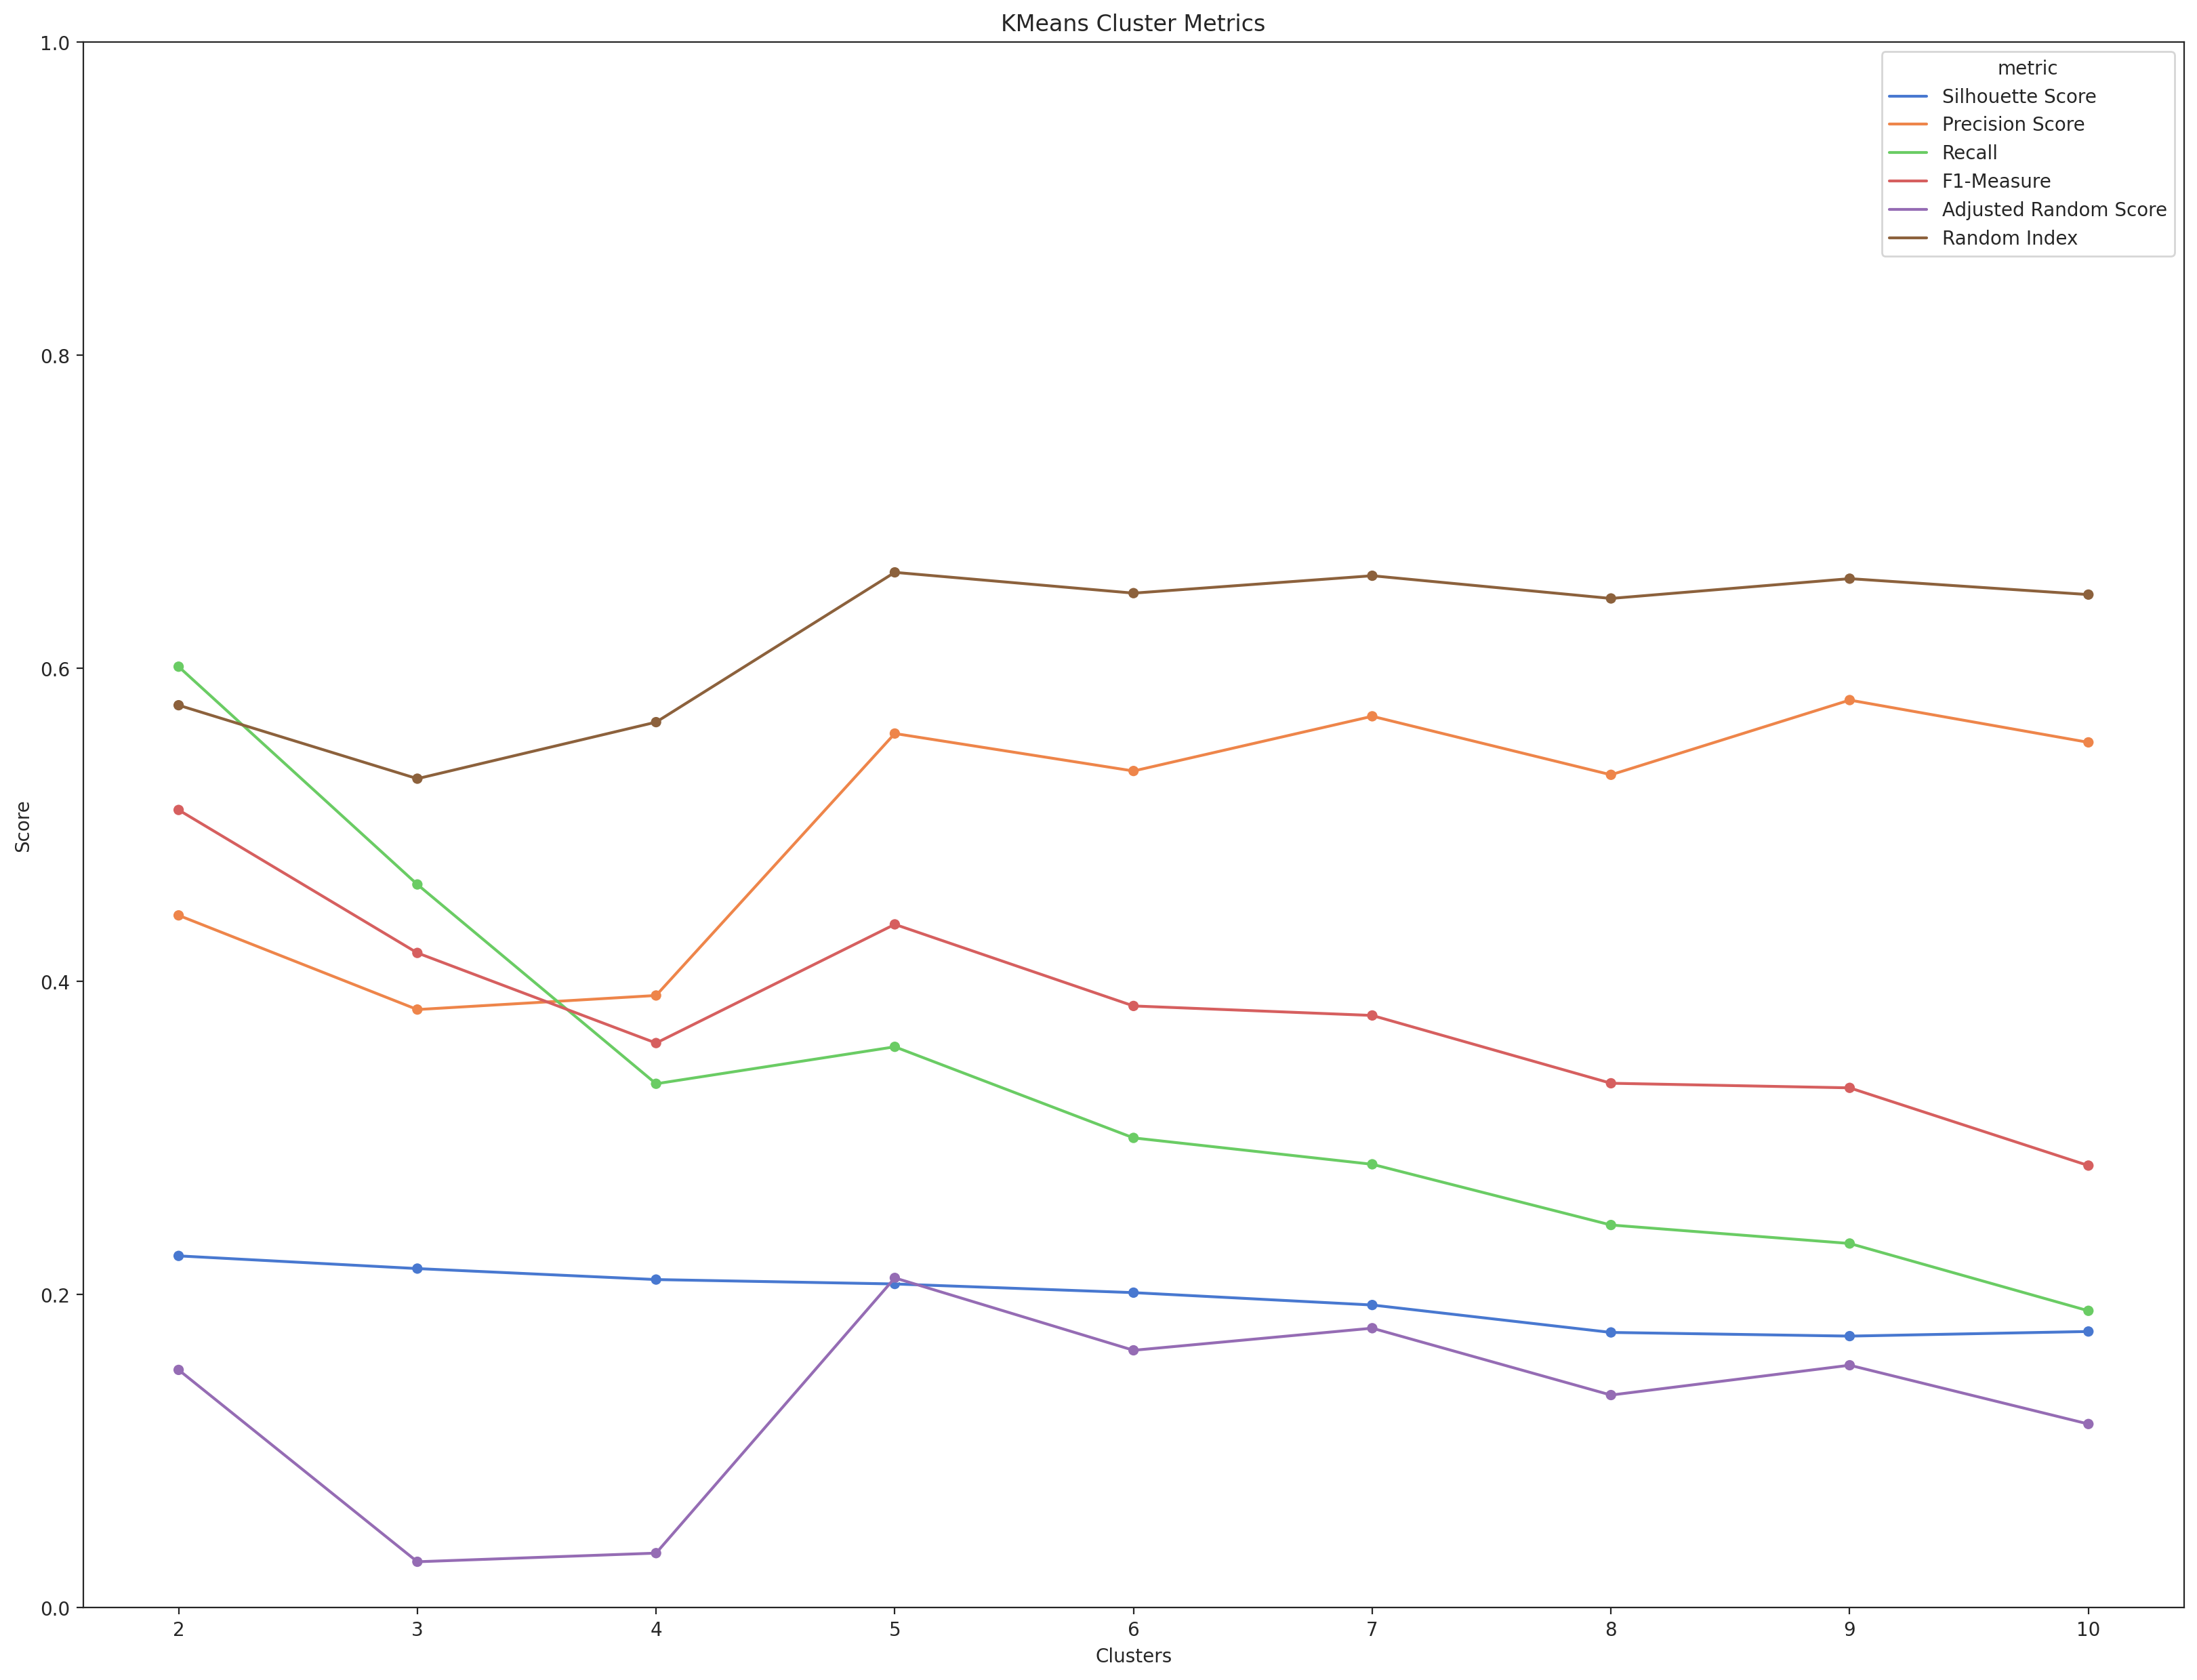 KMeans Cluster Metrics
metric
Silhouette Score
Precision Score
Recall
F1-Measure
Adjusted Random Score
Random Index
1.0
0.8
0.6
0.4
0.2
0.0
Score
2 3 4 5 6 7 8 9 10
Clusters